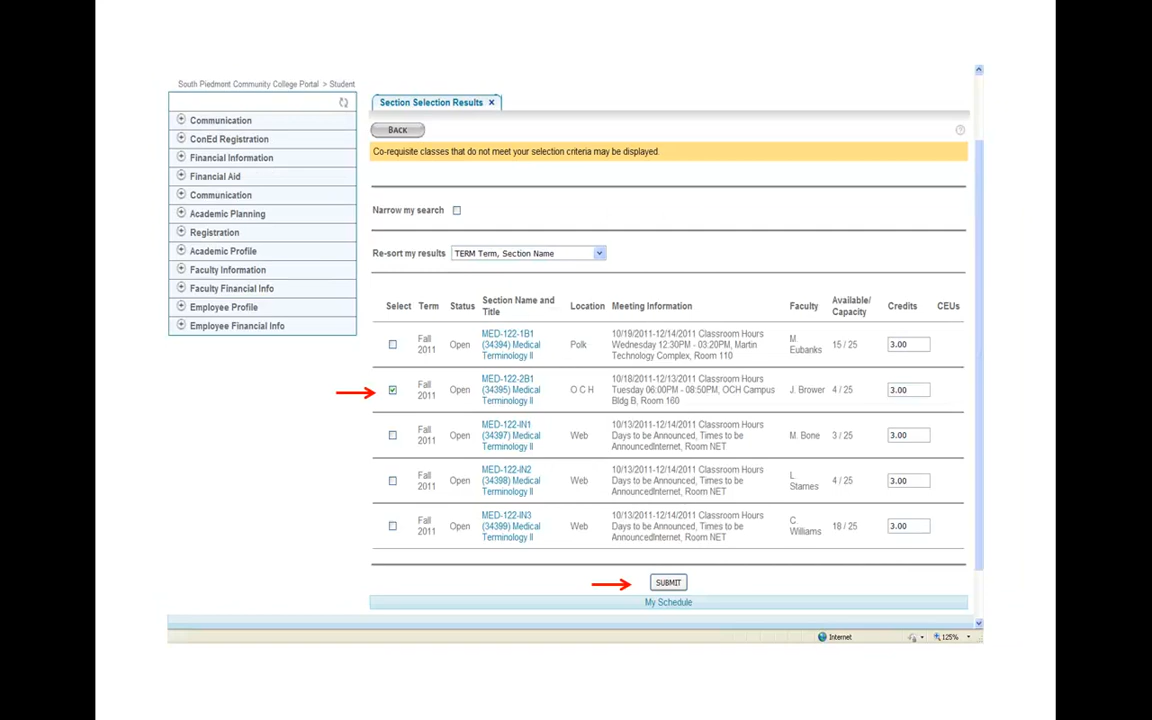 South Piedmont Community College Portal > Student
Communication
ConEd Registration
Financial Information
Financial Aid
Communication
Academic Planning
Registration
Academic Profile
Faculty Information
Faculty Financial Info
Employee Profile
Employee Financial Info
Section Selection Results x
BACK
Co-requisite classes that do not meet your selection criteria may be displayed.
Narrow my search
Re-sort my results TERM Term, Section Name
Select Term Status Section Name and Title Location Meeting Information Faculty Available/ Capacity Credits CEUs
Fall 2011 Open MED-122-1B1 (34394) Medical Terminology II Polk 10/19/2011-12/14/2011 Classroom Hours Wednesday 12:30PM - 03:20PM, Martin Technology Complex, Room 110 M. Eubanks 15 / 25 3.00
Fall 2011 Open MED-122-2B1 (34395) Medical Terminology II O C H 10/18/2011-12/13/2011 Classroom Hours Tuesday 06:00PM - 08:50PM, OCH Campus Bldg B, Room 160 J. Brower 4 / 25 3.00
Fall 2011 Open MED-122-IN1 (34397) Medical Terminology II Web 10/13/2011-12/14/2011 Classroom Hours Days to be Announced, Times to be AnnouncedInternet, Room NET M. Bone 3 / 25 3.00
Fall 2011 Open MED-122-IN2 (34398) Medical Terminology II Web 10/13/2011-12/14/2011 Classroom Hours Days to be Announced, Times to be AnnouncedInternet, Room NET L. Starnes 4 / 25 3.00
Fall 2011 Open MED-122-IN3 (34399) Medical Terminology II Web 10/13/2011-12/14/2011 Classroom Hours Days to be Announced, Times to be AnnouncedInternet, Room NET C. Williams 18 / 25 3.00
SUBMIT
My Schedule
Internet 125%